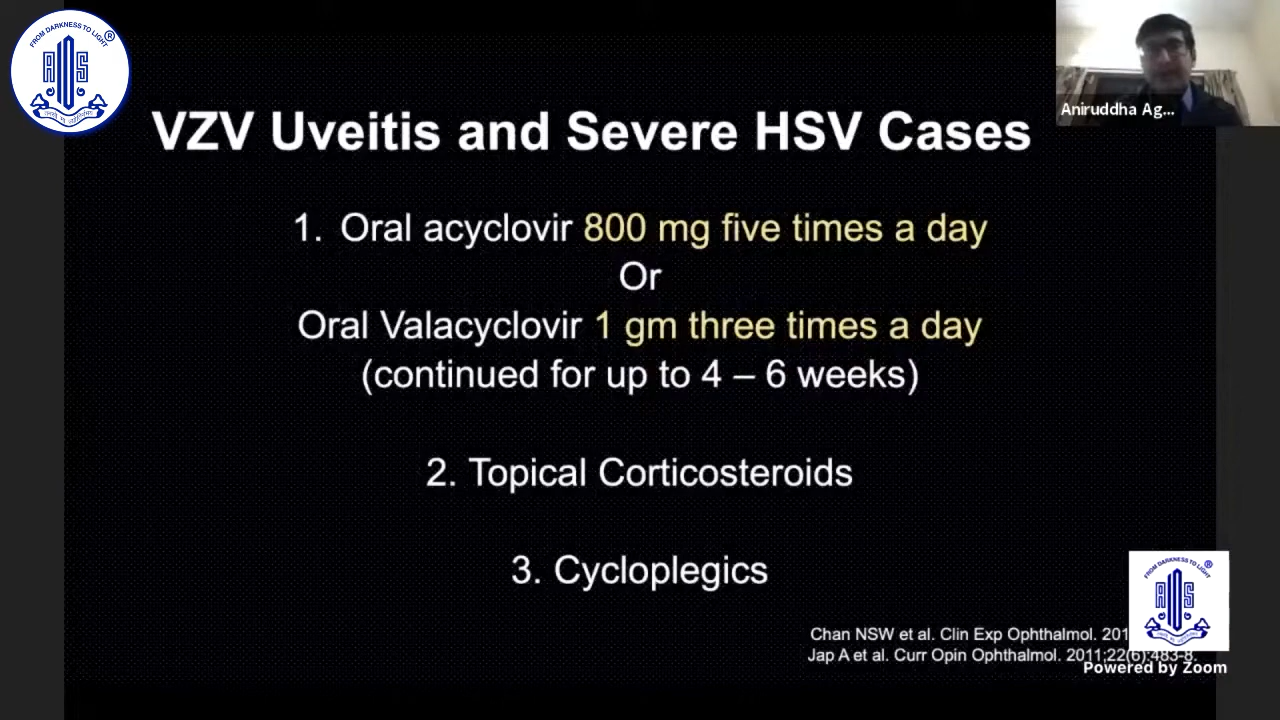 FROM DARKNESS TO LIGHT
AIOS
Aniruddha Ag...
VZV Uveitis and Severe HSV Cases
1. Oral acyclovir 800 mg five times a day
Or
Oral Valacyclovir 1 gm three times a day
(continued for up to 4 – 6 weeks)
2. Topical Corticosteroids
3. Cycloplegics
FROM DARKNESS TO LIGHT
AIOS
Chan NSW et al. Clin Exp Ophthalmol. 201
Jap A et al. Curr Opin Ophthalmol. 2011;22(6):483-8.
Powered by Zoom